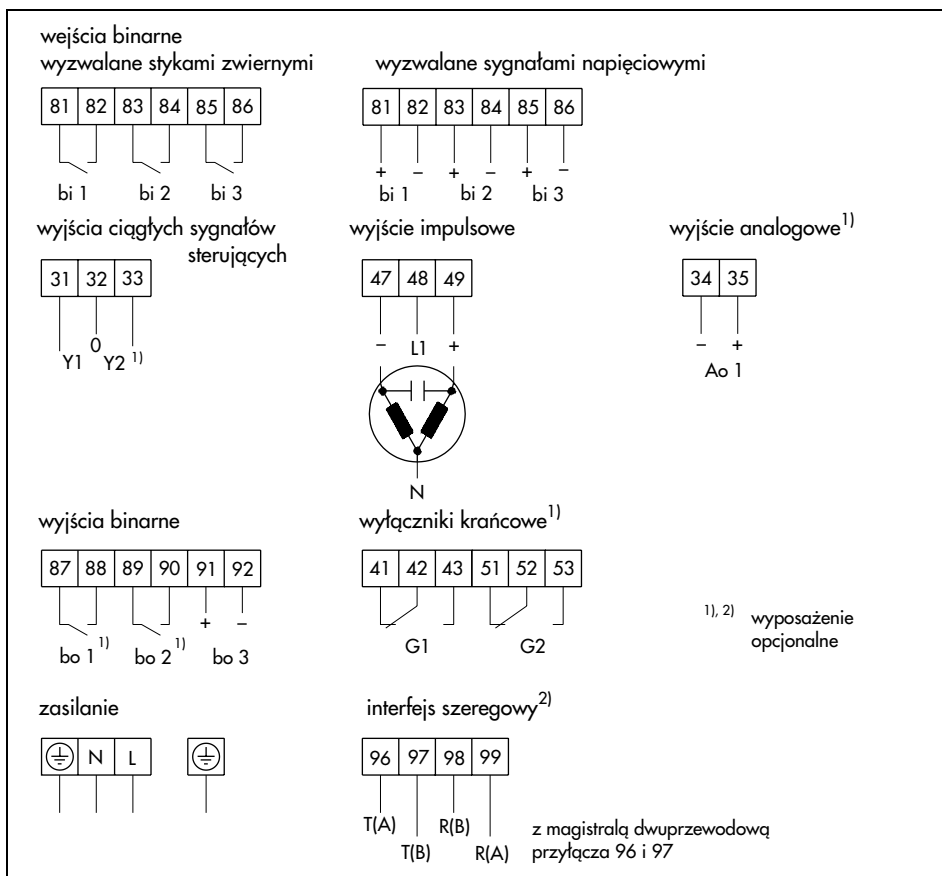 wejścia binarne
wyzwalane stykami zwiernymi
81 82 83 84 85 86
bi 1 bi 2 bi 3
wyzwalane sygnałami napięciowymi
81 82 83 84 85 86
+ − + − + −
bi 1 bi 2 bi 3
wyjścia ciągłych sygnałów
sterujących
31 32 33
Y1 0 Y2 1)
wyjście impulsowe
47 48 49
− L1 +
N
wyjście analogowe1)
34 35
− +
Ao 1
wyjścia binarne
87 88 89 90 91 92
+ −
bo 1 1) bo 2 1) bo 3
wyłączniki krańcowe1)
41 42 43 51 52 53
G1 G2
1), 2) wyposażenie
opcjonalne
zasilanie
N L
interfejs szeregowy2)
96 97 98 99
T(A) R(B)
T(B) R(A)
z magistralą dwuprzewodową
przyłącza 96 i 97